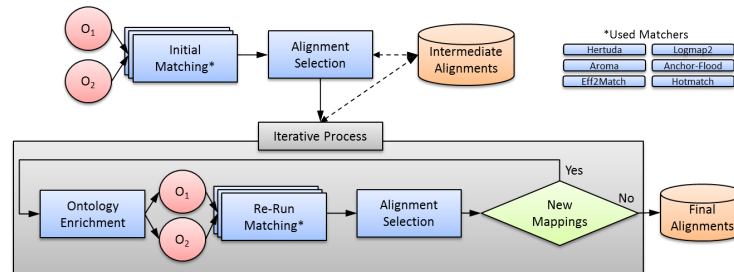 O1
O2
Initial
Matching*
Alignment
Selection
Intermediate
Alignments
*Used Matchers
Hertuda
Logmap2
Aroma
Anchor-Flood
Eff2Match
Hotmatch
Iterative Process
Ontology
Enrichment
O1
O2
Re-Run
Matching*
Alignment
Selection
New
Mappings
Yes
No
Final
Alignments